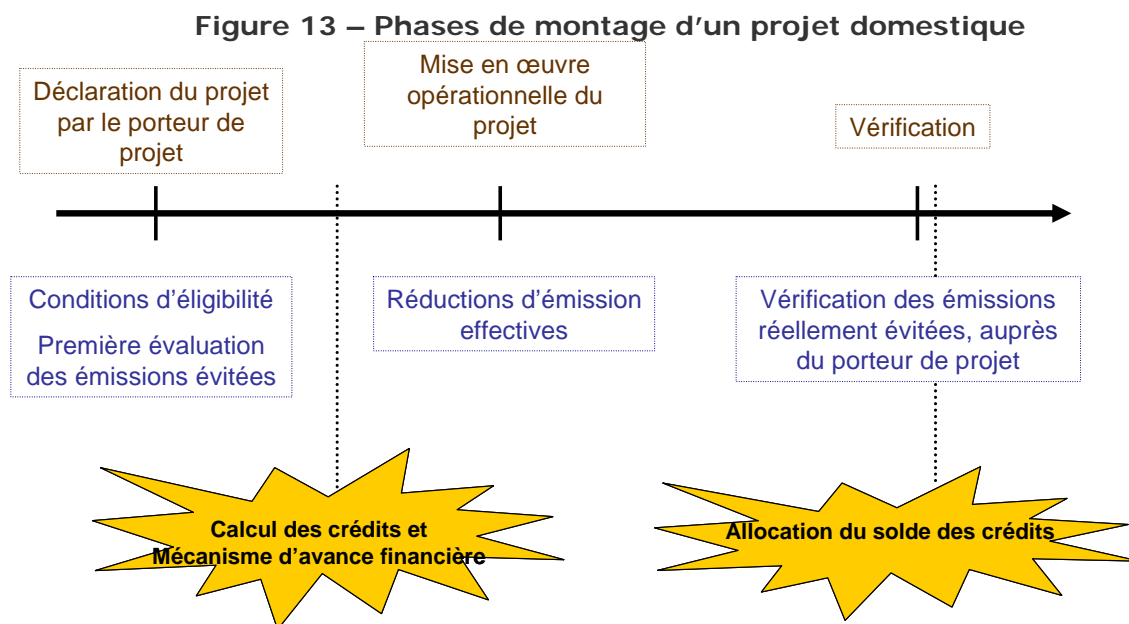 Figure 13 – Phases de montage d'un projet domestique
Déclaration du projet
par le porteur de
projet
Mise en œuvre
opérationnelle du
projet
Vérification
Conditions d'éligibilité
Première évaluation
des émissions évitées
Réductions d'émission
effectives
Vérification des émissions
réellement évitées, auprès
du porteur de projet
Calcul des crédits et
Mécanisme d'avance financière
Allocation du solde des crédits